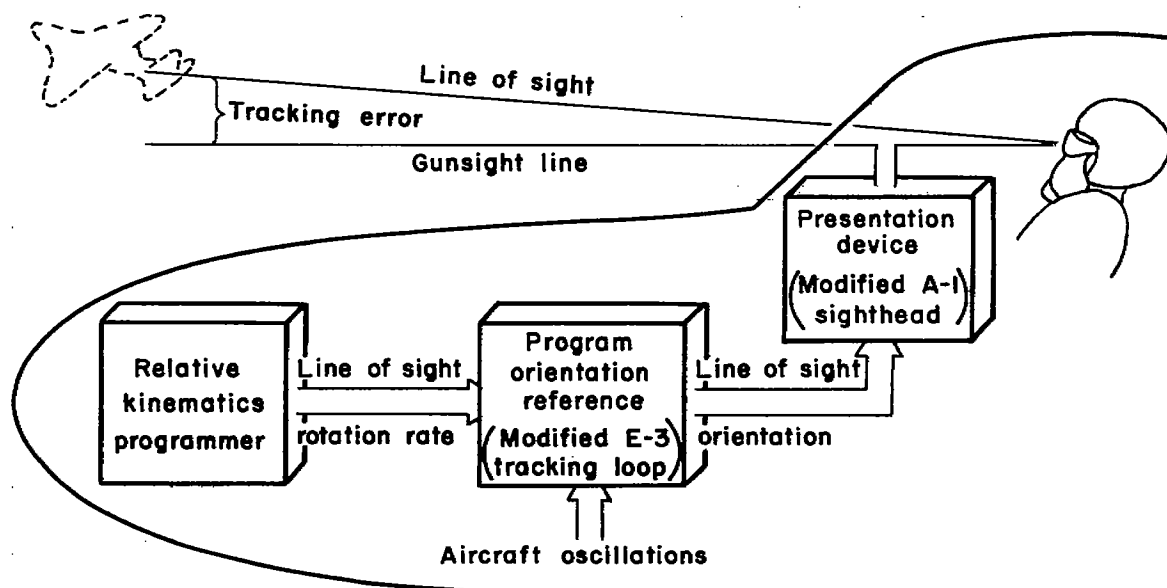 Line of sight
Tracking error
Gunsight line
Presentation
device
(Modified A-1
sighthead)
Relative
kinematics
programmer
Line of sight
rotation rate
Program
orientation
reference
(Modified E-3
tracking loop)
Line of sight
orientation
Aircraft oscillations